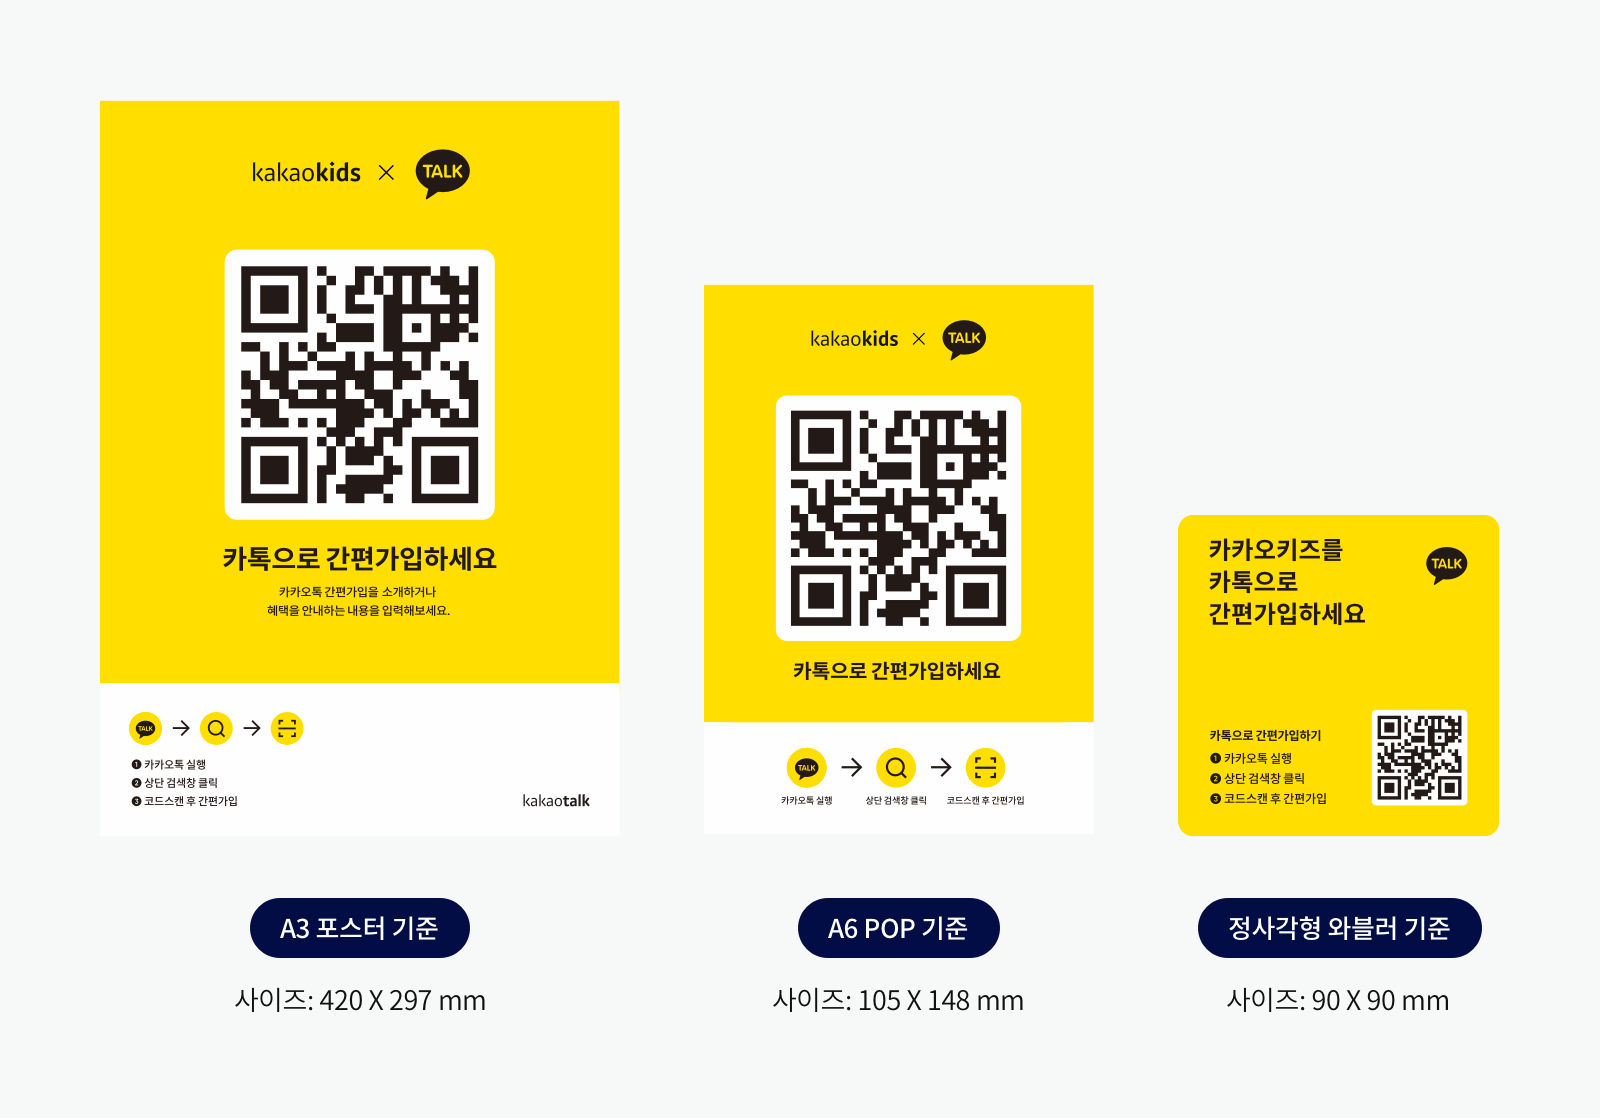 kakaokids × TALK
카톡으로 간편가입하세요
카카오톡 간편가입을 소개하거나
혜택을 안내하는 내용을 입력해보세요.
TALK
1 카카오톡 실행
2 상단 검색창 클릭
3 코드스캔 후 간편가입
kakaotalk
A3 포스터 기준
사이즈: 420 X 297 mm
kakaokids × TALK
카톡으로 간편가입하세요
TALK
카카오톡 실행 상단 검색창 클릭 코드스캔 후 간편가입
A6 POP 기준
사이즈: 105 X 148 mm
카카오키즈를
카톡으로
간편가입하세요
TALK
카톡으로 간편가입하기
1 카카오톡 실행
2 상단 검색창 클릭
3 코드스캔 후 간편가입
정사각형 와블러 기준
사이즈: 90 X 90 mm